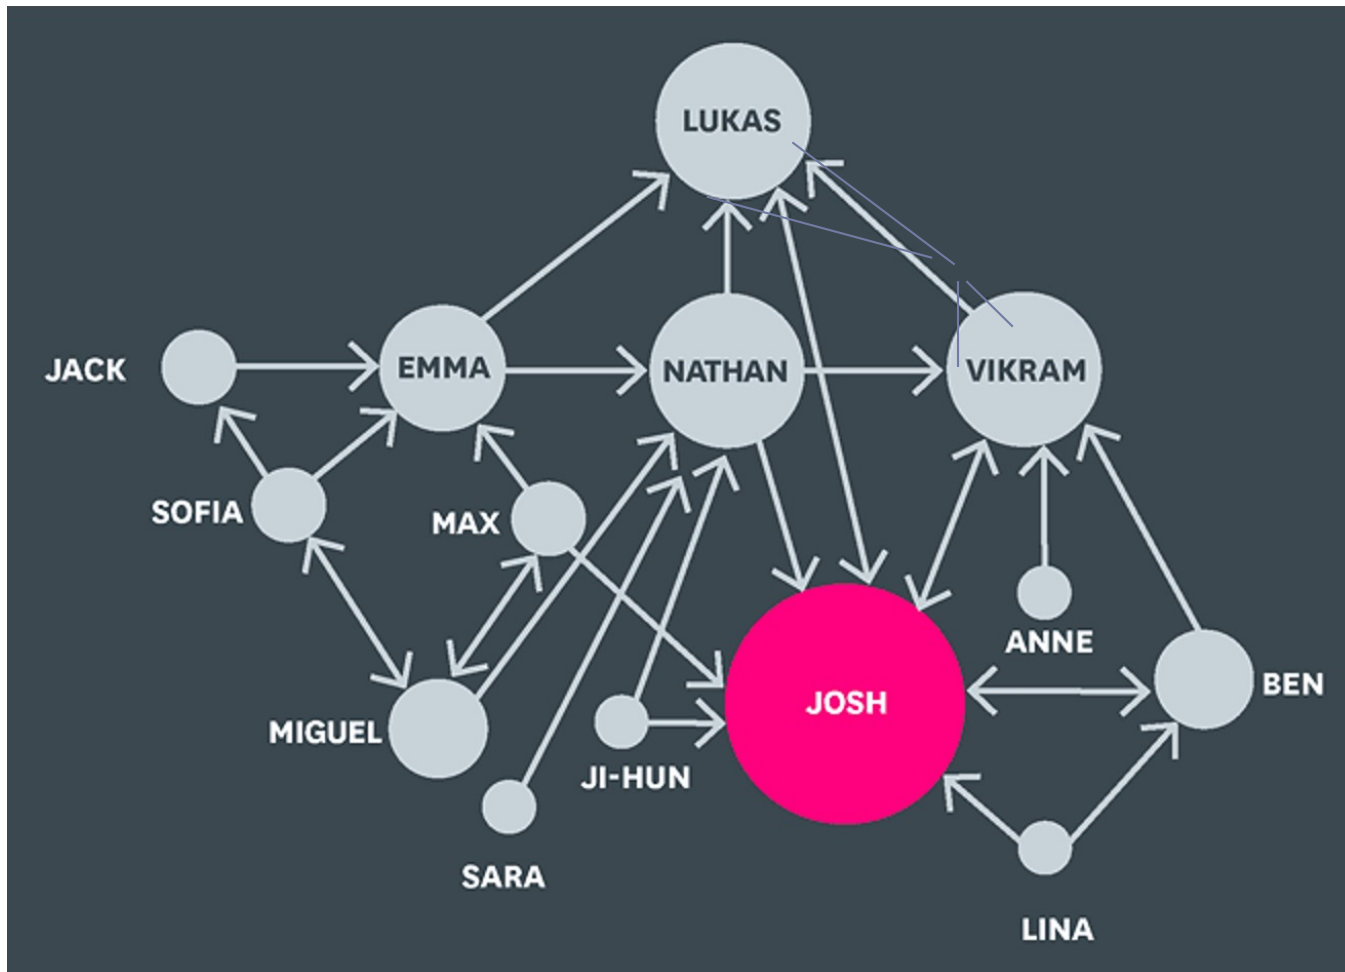 LUKAS
JACK
EMMA
NATHAN
VIKRAM
SOFIA
MAX
ANNE
BEN
JOSH
MIGUEL
JI-HUN
SARA
LINA